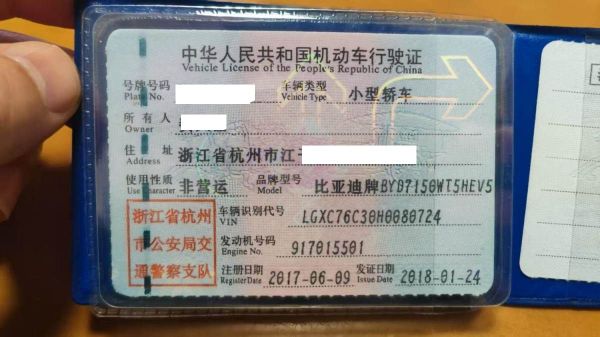 中华人民共和国机动车行驶证
Vehicle License of the People's Republic of China
号牌号码 车辆类型 小型轿车
Plate No. Vehicle Type
所有人
Owner
住址 浙江省杭州市江
Address
使用性质 非营运 品牌型号 比亚迪牌BYD7150WT5HEV5
Use Character Model
浙江省杭州
市公安局交
通警察支队
车辆识别代号 LGXC76C30H0080724
VIN
发动机号码 917015501
Engine No.
注册日期 2017-06-09 发证日期 2018-01-24
Register Date Issue Date